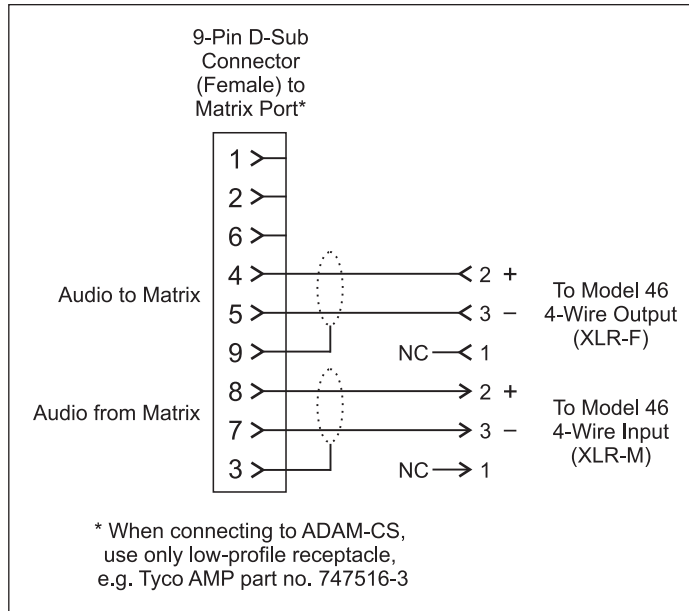 9-Pin D-Sub
Connector
(Female) to
Matrix Port*
1
2
6
4
5
9
8
7
3
Audio to Matrix
Audio from Matrix
2 +
3 –
NC 1
To Model 46
4-Wire Output
(XLR-F)
2 +
3 –
NC 1
To Model 46
4-Wire Input
(XLR-M)
* When connecting to ADAM-CS,
use only low-profile receptacle,
e.g. Tyco AMP part no. 747516-3